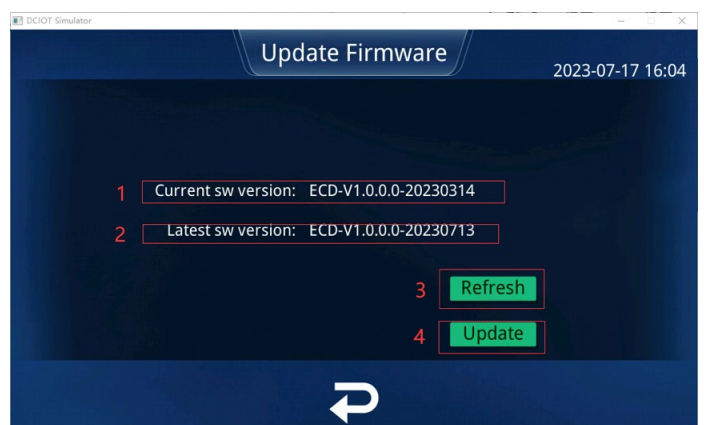 DCIOT Simulator
Update Firmware
2023-07-17 16:04
1 Current sw version: ECD-V1.0.0.0-20230314
2 Latest sw version: ECD-V1.0.0.0-20230713
3 Refresh
4 Update